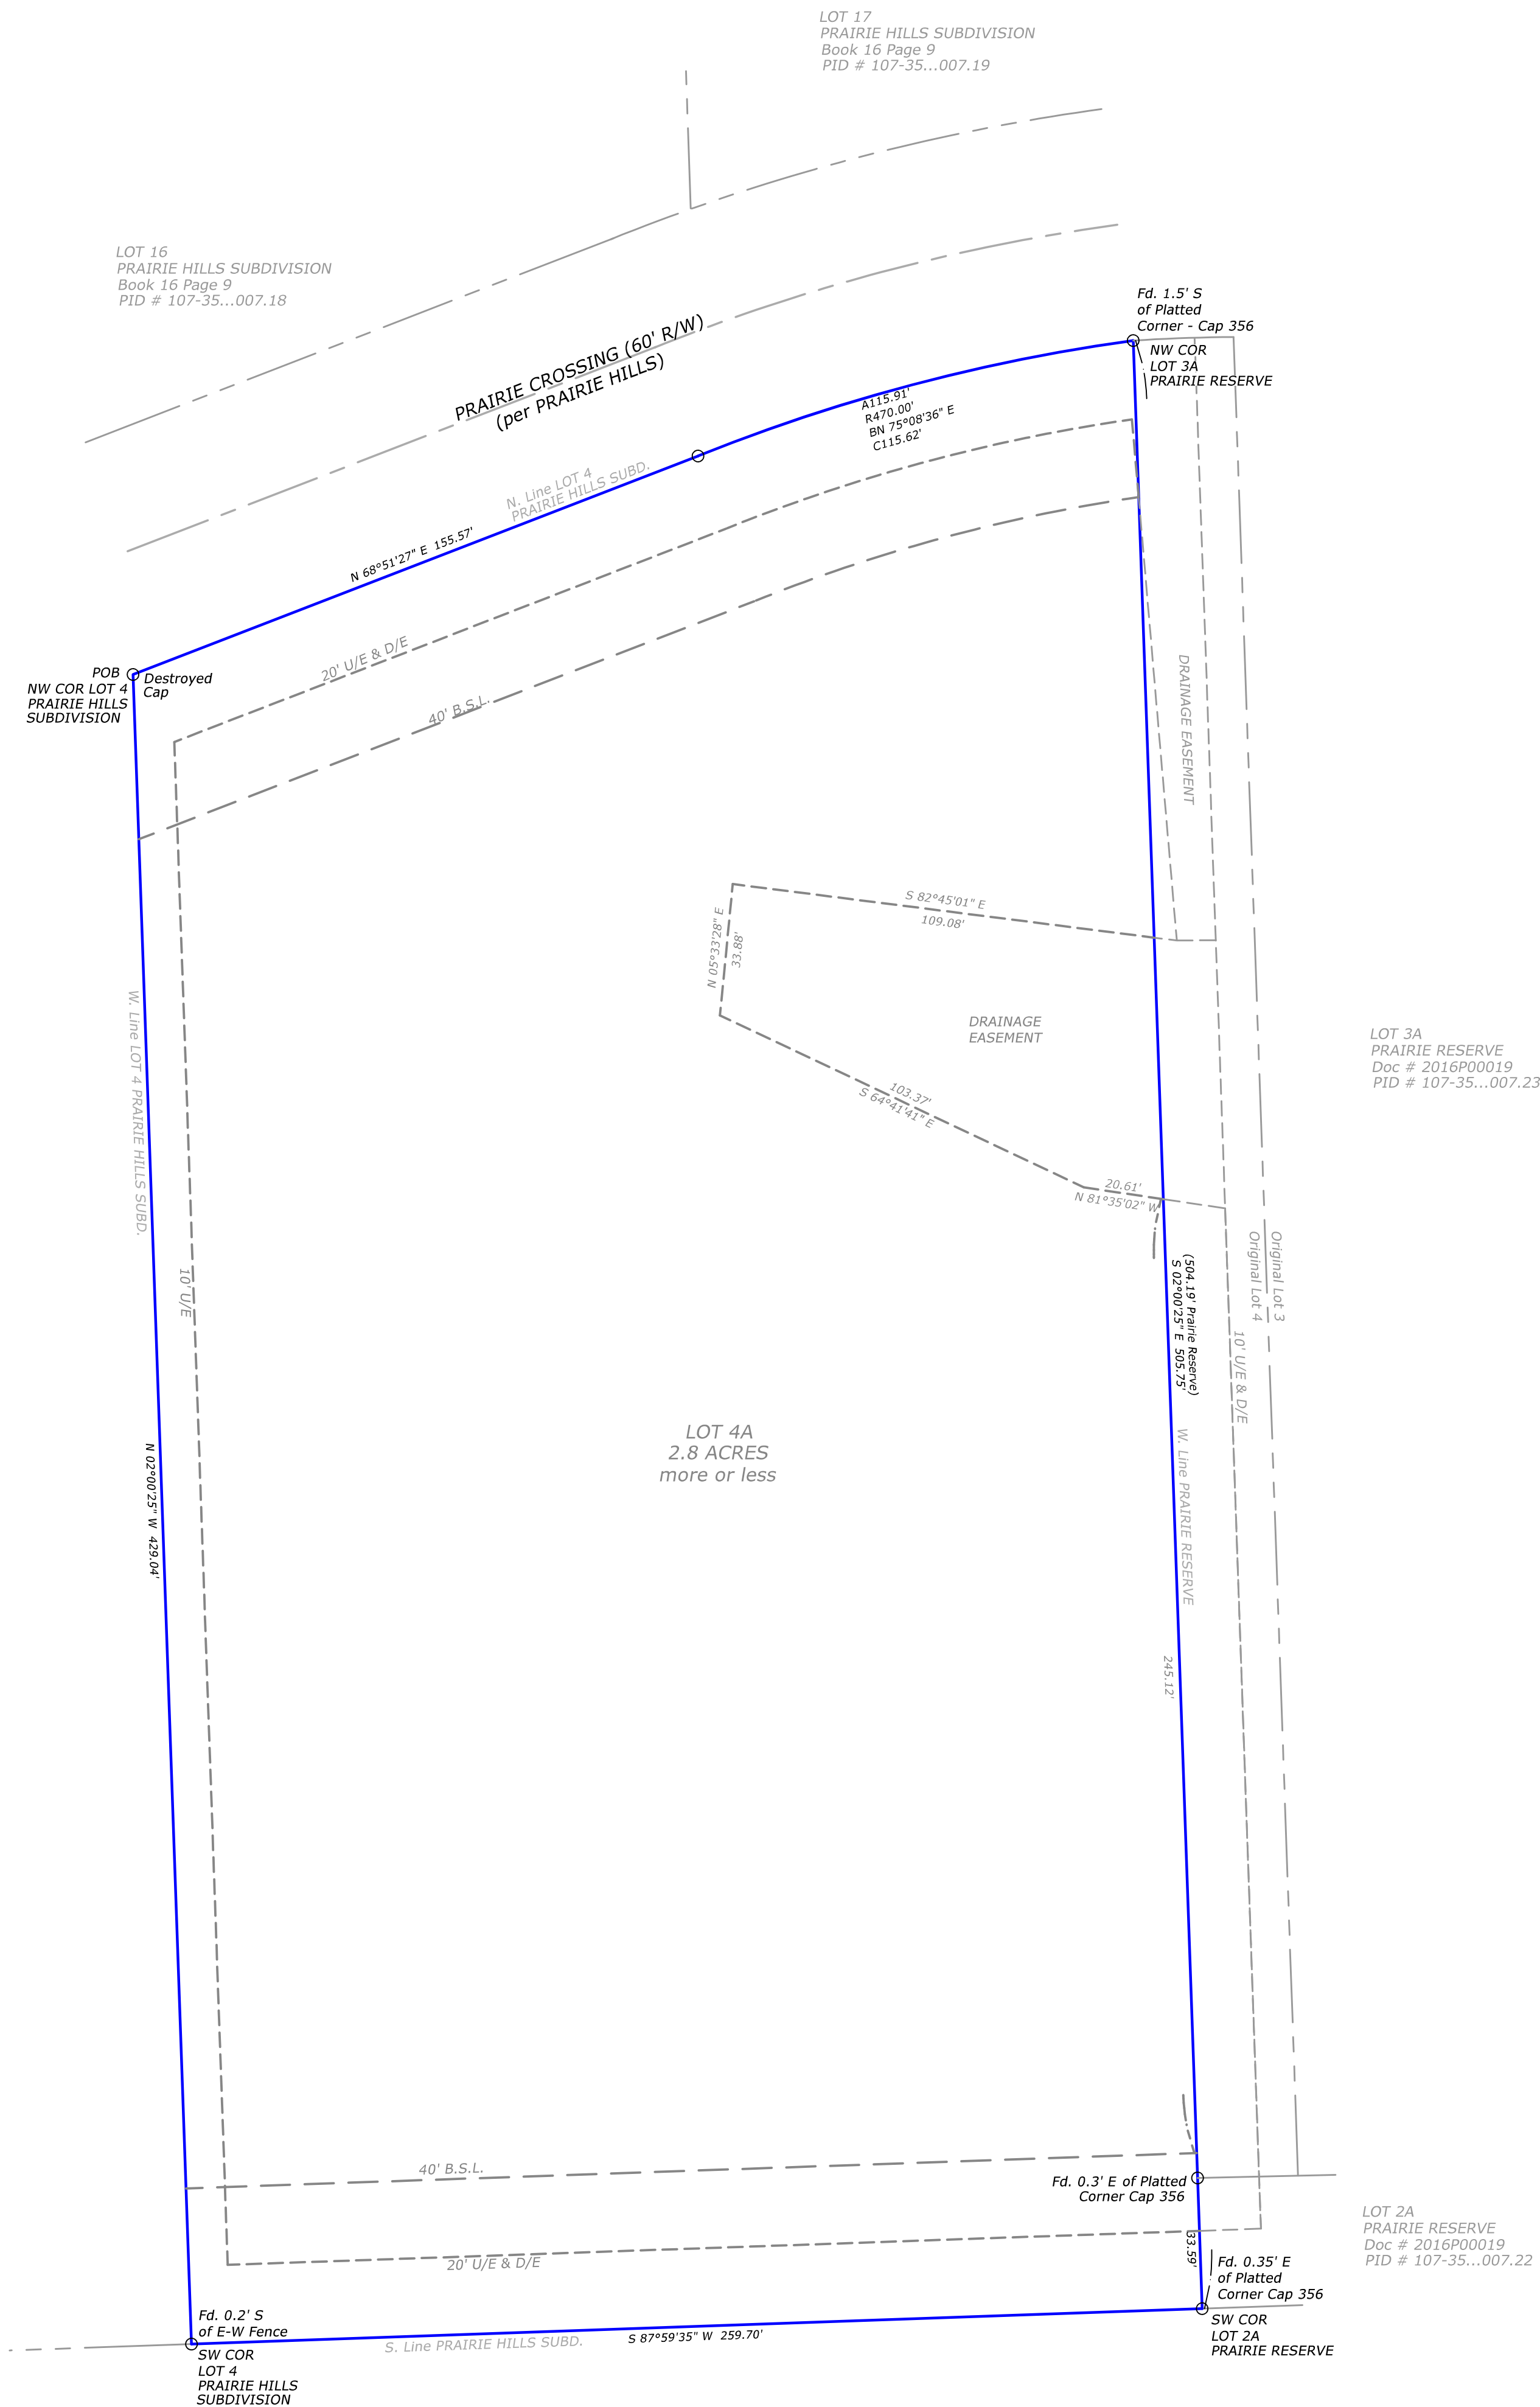 LOT 17
PRAIRIE HILLS SUBDIVISION
Book 16 Page 9
PID # 107-35...007.19
LOT 16
PRAIRIE HILLS SUBDIVISION
Book 16 Page 9
PID # 107-35...007.18
PRAIRIE CROSSING (60' R/W)
(per PRAIRIE HILLS)
Fd. 1.5' S
of Platted
Corner - Cap 356
NW COR
LOT 3A
PRAIRIE RESERVE
A115.91'
R470.00'
BN 75°08'36" E
C115.62'
N. Line LOT 4
PRAIRIE HILLS SUBD.
N 68°51'27" E 155.57'
POB
NW COR LOT 4
PRAIRIE HILLS
SUBDIVISION
Destroyed
Cap
20' U/E & D/E
40' B.S.L.
DRAINAGE EASEMENT
S 82°45'01" E
109.08'
N 05°33'28" E
33.88'
DRAINAGE
EASEMENT
103.37'
S 64°41'41" E
20.61'
N 81°35'02" W
W. Line LOT 4 PRAIRIE HILLS SUBD.
LOT 3A
PRAIRIE RESERVE
Doc # 2016P00019
PID # 107-35...007.23
Original Lot 3
Original Lot 4
(504.19' Prairie Reserve)
S 02°00'25" E 505.75'
10' U/E
10' U/E & D/E
LOT 4A
2.8 ACRES
more or less
W. Line PRAIRIE RESERVE
N 02°00'25" W 429.04'
245.12'
40' B.S.L.
Fd. 0.3' E of Platted
Corner Cap 356
LOT 2A
PRAIRIE RESERVE
Doc # 2016P00019
PID # 107-35...007.22
20' U/E & D/E
33.59'
Fd. 0.35' E
of Platted
Corner Cap 356
SW COR
LOT 2A
PRAIRIE RESERVE
Fd. 0.2' S
of E-W Fence
S. Line PRAIRIE HILLS SUBD.
S 87°59'35" W 259.70'
SW COR
LOT 4
PRAIRIE HILLS
SUBDIVISION